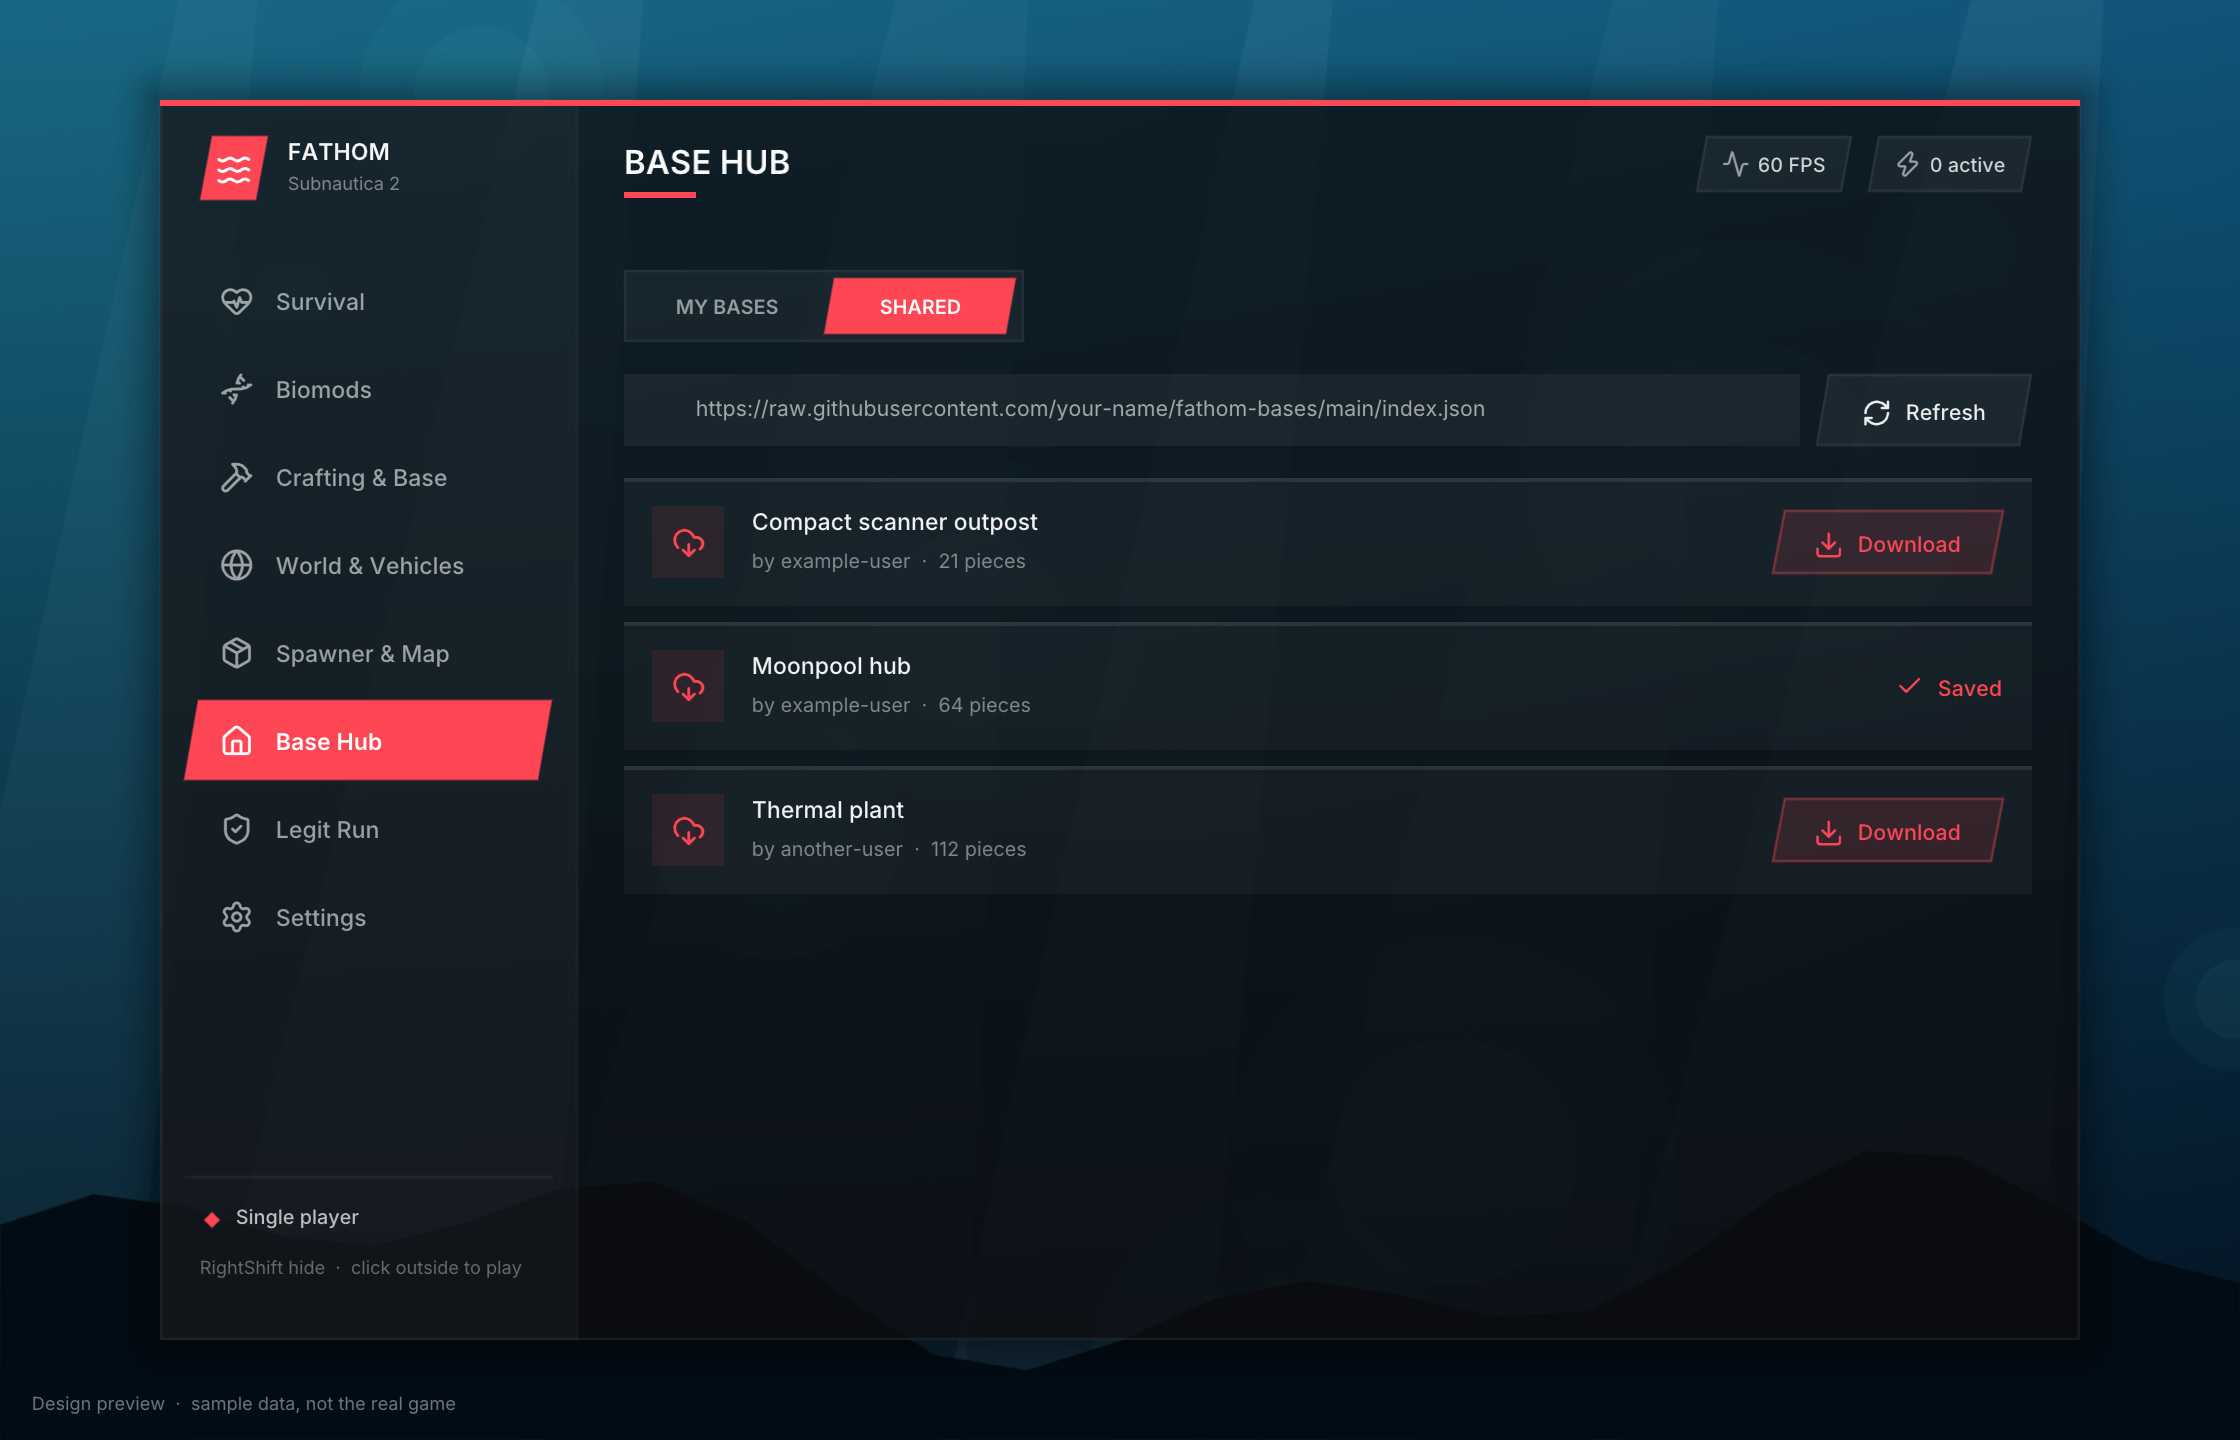 FATHOM
Subnautica 2
Survival
Biomods
Crafting & Base
World & Vehicles
Spawner & Map
Base Hub
Legit Run
Settings
Single player
RightShift hide · click outside to play
BASE HUB
60 FPS
0 active
MY BASES
SHARED
https://raw.githubusercontent.com/your-name/fathom-bases/main/index.json
Refresh
Compact scanner outpost
by example-user · 21 pieces
Download
Moonpool hub
by example-user · 64 pieces
Saved
Thermal plant
by another-user · 112 pieces
Download
Design preview · sample data, not the real game